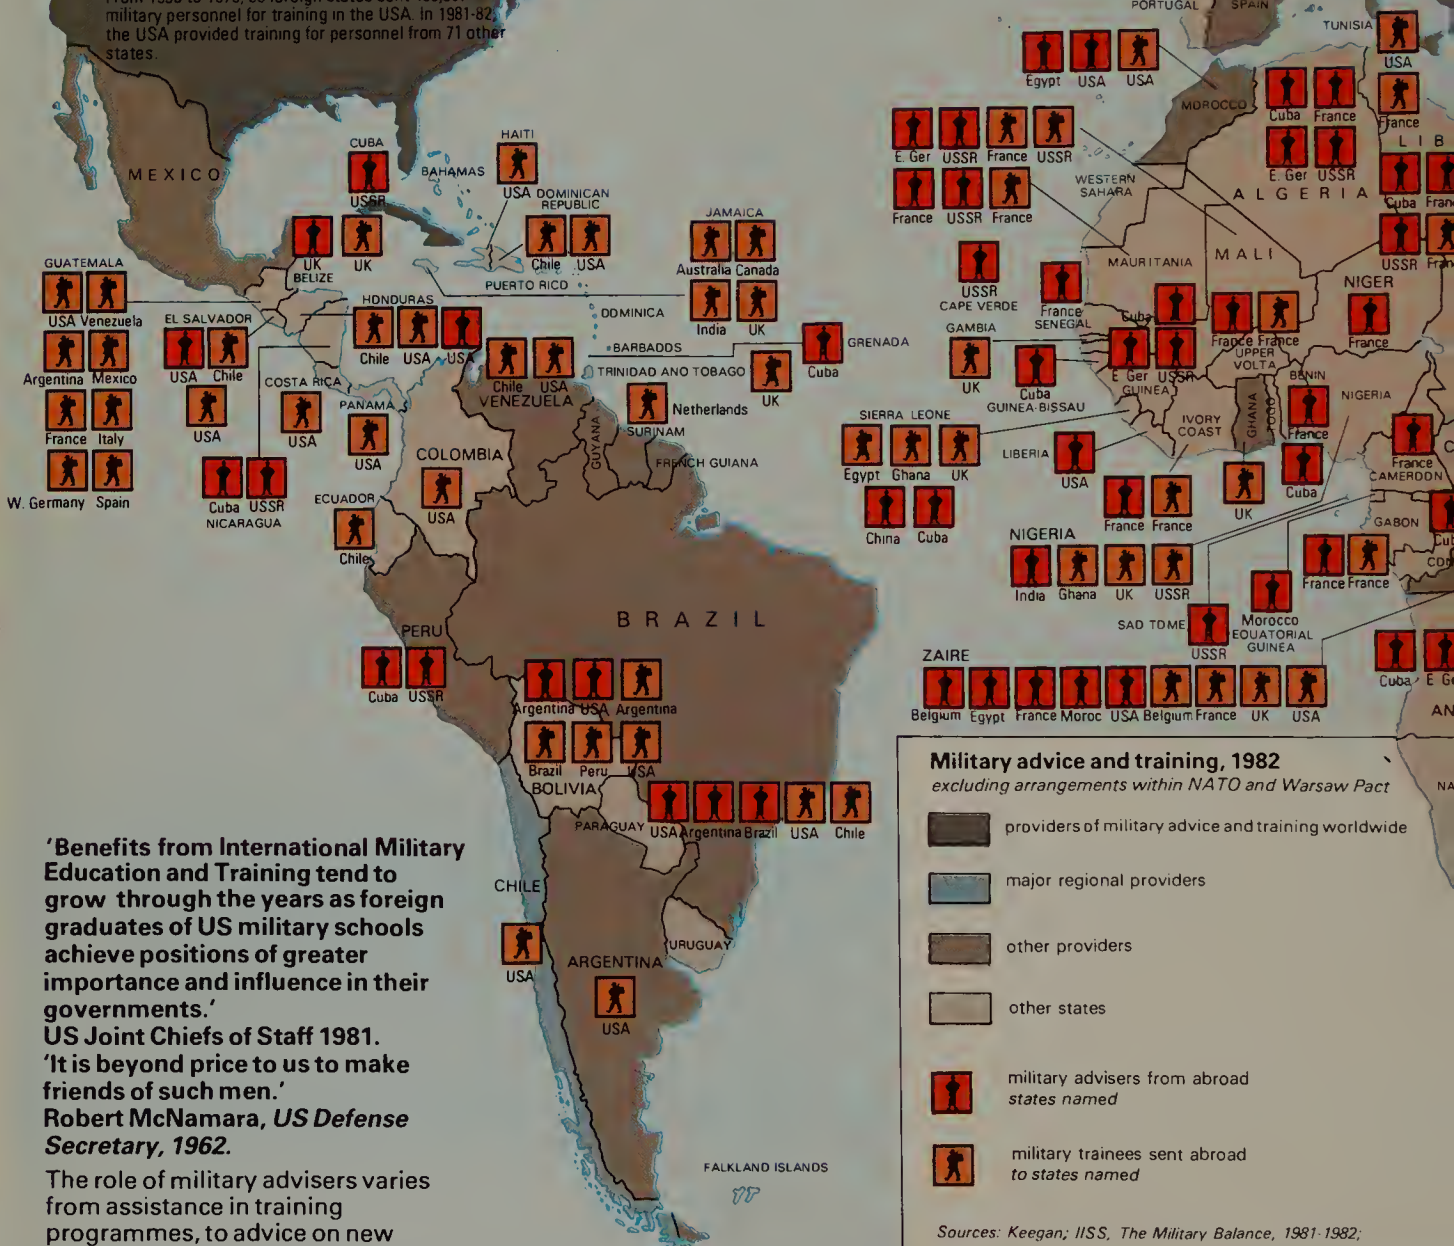 military personnel for training in the USA. In 1981-82,
the USA provided training for personnel from 71 other
states.
PORTUGAL SPAIN
TUNISIA
USA
France
Egypt USA USA
MOROCCO
Cuba France
E. Ger USSR
ALGERIA
LIB
Cuba Fran
USSR Fran
E. Ger USSR France USSR
France USSR France
WESTERN
SAHARA
MAURITANIA
MALI
NIGER
France
MEXICO
CUBA
USSR
BAHAMAS
HAITI
USA
DOMINICAN
REPUBLIC
Chile USA
PUERTO RICO
JAMAICA
Australia Canada
India UK
UK UK
BELIZE
GUATEMALA
USA Venezuela
Argentina Mexico
France Italy
W. Germany Spain
EL SALVADOR
USA Chile
USA
HONDURAS
Chile USA USA
COSTA RICA
USA
PANAMA
USA
Cuba USSR
NICARAGUA
DOMINICA
BARBADDS
TRINIDAD ANO TOBAGO
UK
GRENADA
Cuba
Chile USA
VENEZUELA
Netherlands
SURINAM
GUYANA
FRENCH GUIANA
COLOMBIA
USA
ECUADOR
Chile
PERU
Cuba USSR
BRAZIL
Argentina USA Argentina
Brazil Peru USA
BOLIVIA
PARAGUAY
USA Argentina Brazil USA Chile
CHILE
USA
ARGENTINA
USA
URUGUAY
FALKLAND ISLANDS
USSR
CAPE VERDE
France
SENEGAL
GAMBIA
UK
Cuba
GUINEA-BISSAU
Cuba
E Ger USSR
GUINEA
France France
UPPER
VOLTA
BENIN
France
Cuba
NIGERIA
GHANA
TOGO
UK
IVORY
COAST
France France
SIERRA LEONE
Egypt Ghana UK
China Cuba
LIBERIA
USA
France
CAMERDON
GABON
France France
NIGERIA
India Ghana UK USSR
SAD TDME
USSR
Morocco
EOUATORIAL
GUINEA
ZAIRE
Belgium Egypt France Moroc USA Belgium France UK USA
Cuba E Ge
AN
NA
Military advice and training, 1982
excluding arrangements within NATO and Warsaw Pact
providers of military advice and training worldwide
major regional providers
other providers
other states
military advisers from abroad
states named
military trainees sent abroad
to states named
Sources: Keegan; IISS, The Military Balance, 1981-1982;
'Benefits from International Military
Education and Training tend to
grow through the years as foreign
graduates of US military schools
achieve positions of greater
importance and influence in their
governments.'
US Joint Chiefs of Staff 1981.
'It is beyond price to us to make
friends of such men.'
Robert McNamara, US Defense
Secretary, 1962.
The role of military advisers varies
from assistance in training
programmes, to advice on new